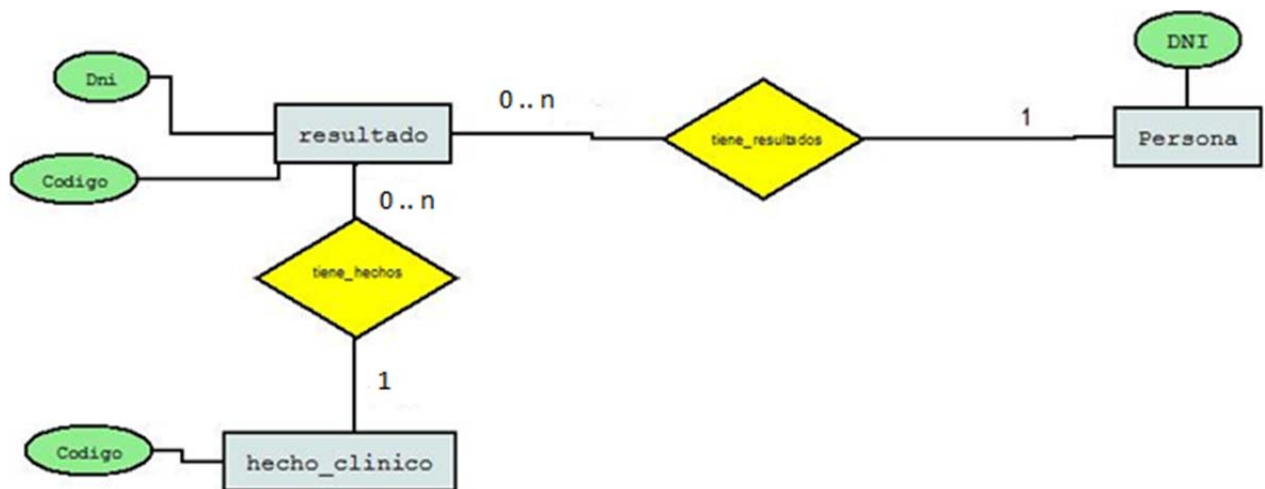 DNI
Dni
0..n
1
resultado
tiene_resultados
Persona
Codigo
0..n
tiene_hechos
1
Codigo
hecho_clinico